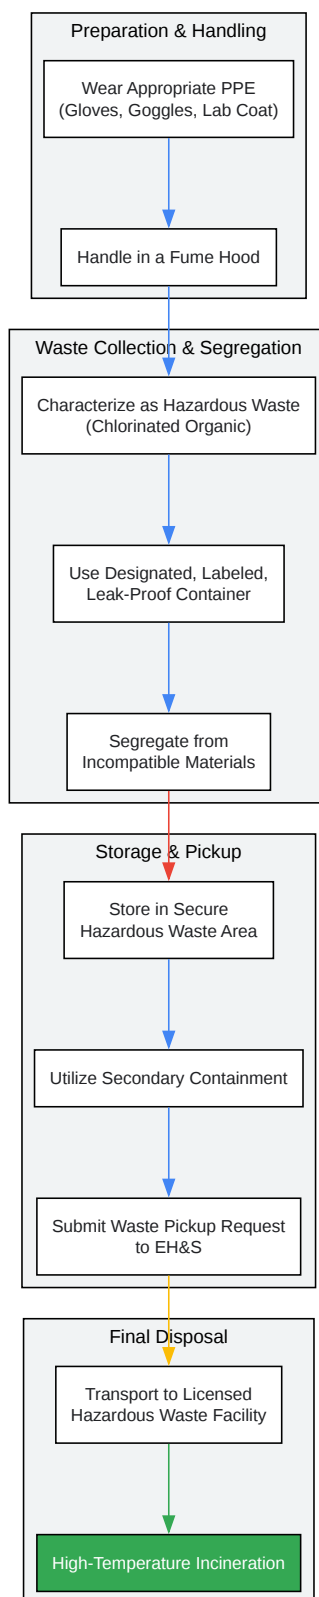 Preparation & Handling
Wear Appropriate PPE
(Gloves, Goggles, Lab Coat)
Handle in a Fume Hood
Waste Collection & Segregation
Characterize as Hazardous Waste
(Chlorinated Organic)
Use Designated, Labeled,
Leak-Proof Container
Segregate from
Incompatible Materials
Storage & Pickup
Store in Secure
Hazardous Waste Area
Utilize Secondary Containment
Submit Waste Pickup Request
to EH&S
Final Disposal
Transport to Licensed
Hazardous Waste Facility
High-Temperature Incineration